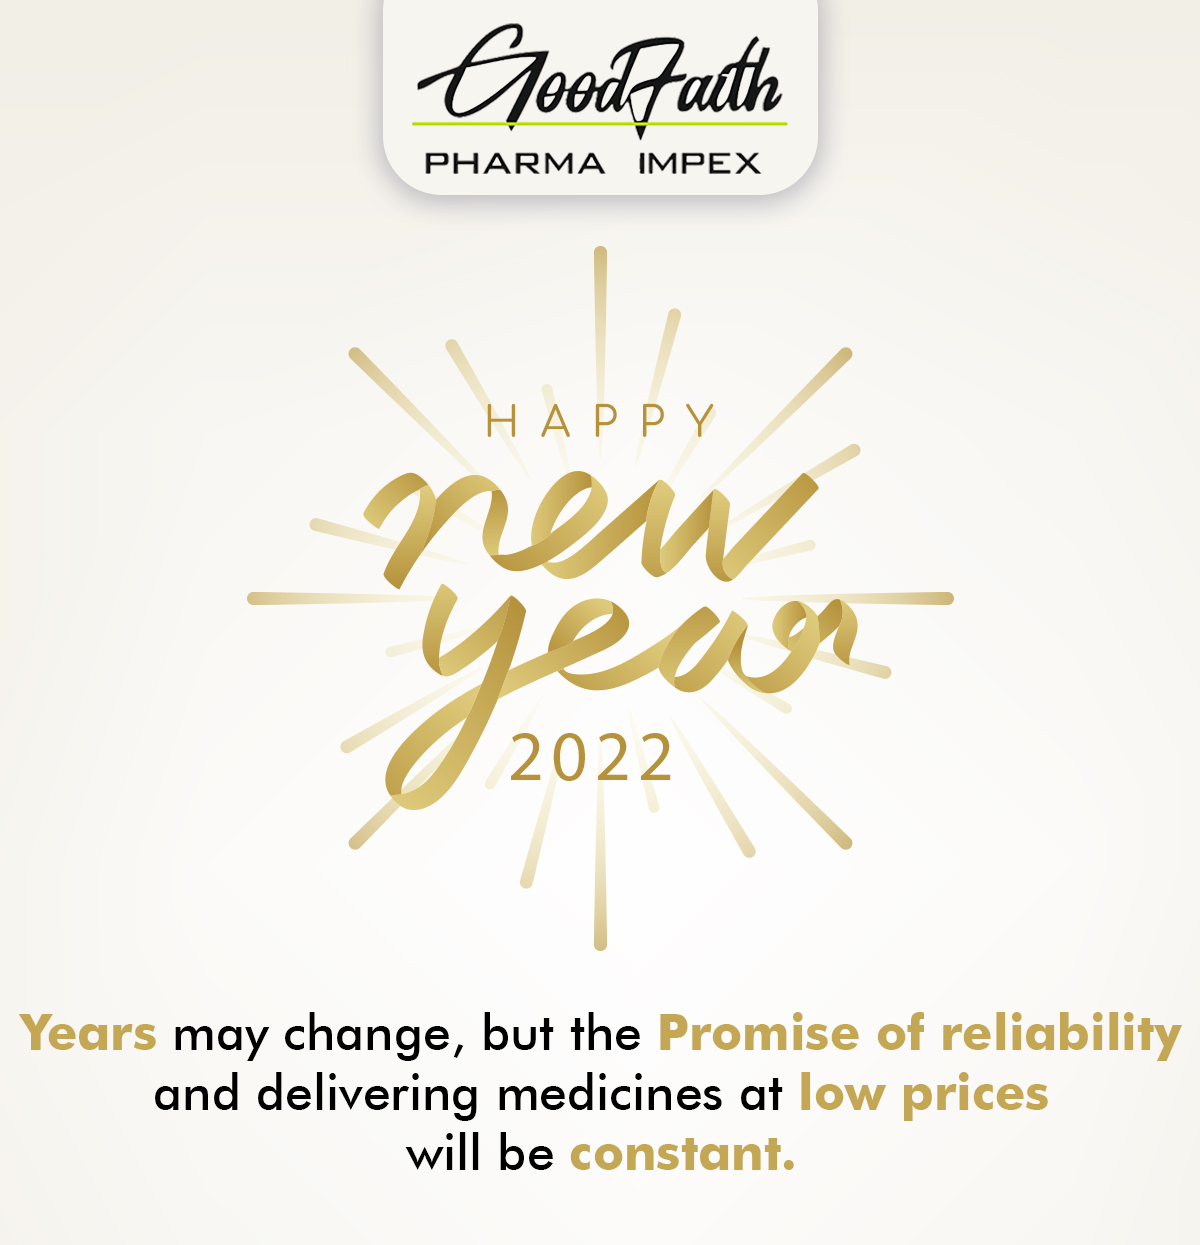 GoodFaith
PHARMA IMPEX
HAPPY
new
year
2022
Years may change, but the Promise of reliability
and delivering medicines at low prices
will be constant.